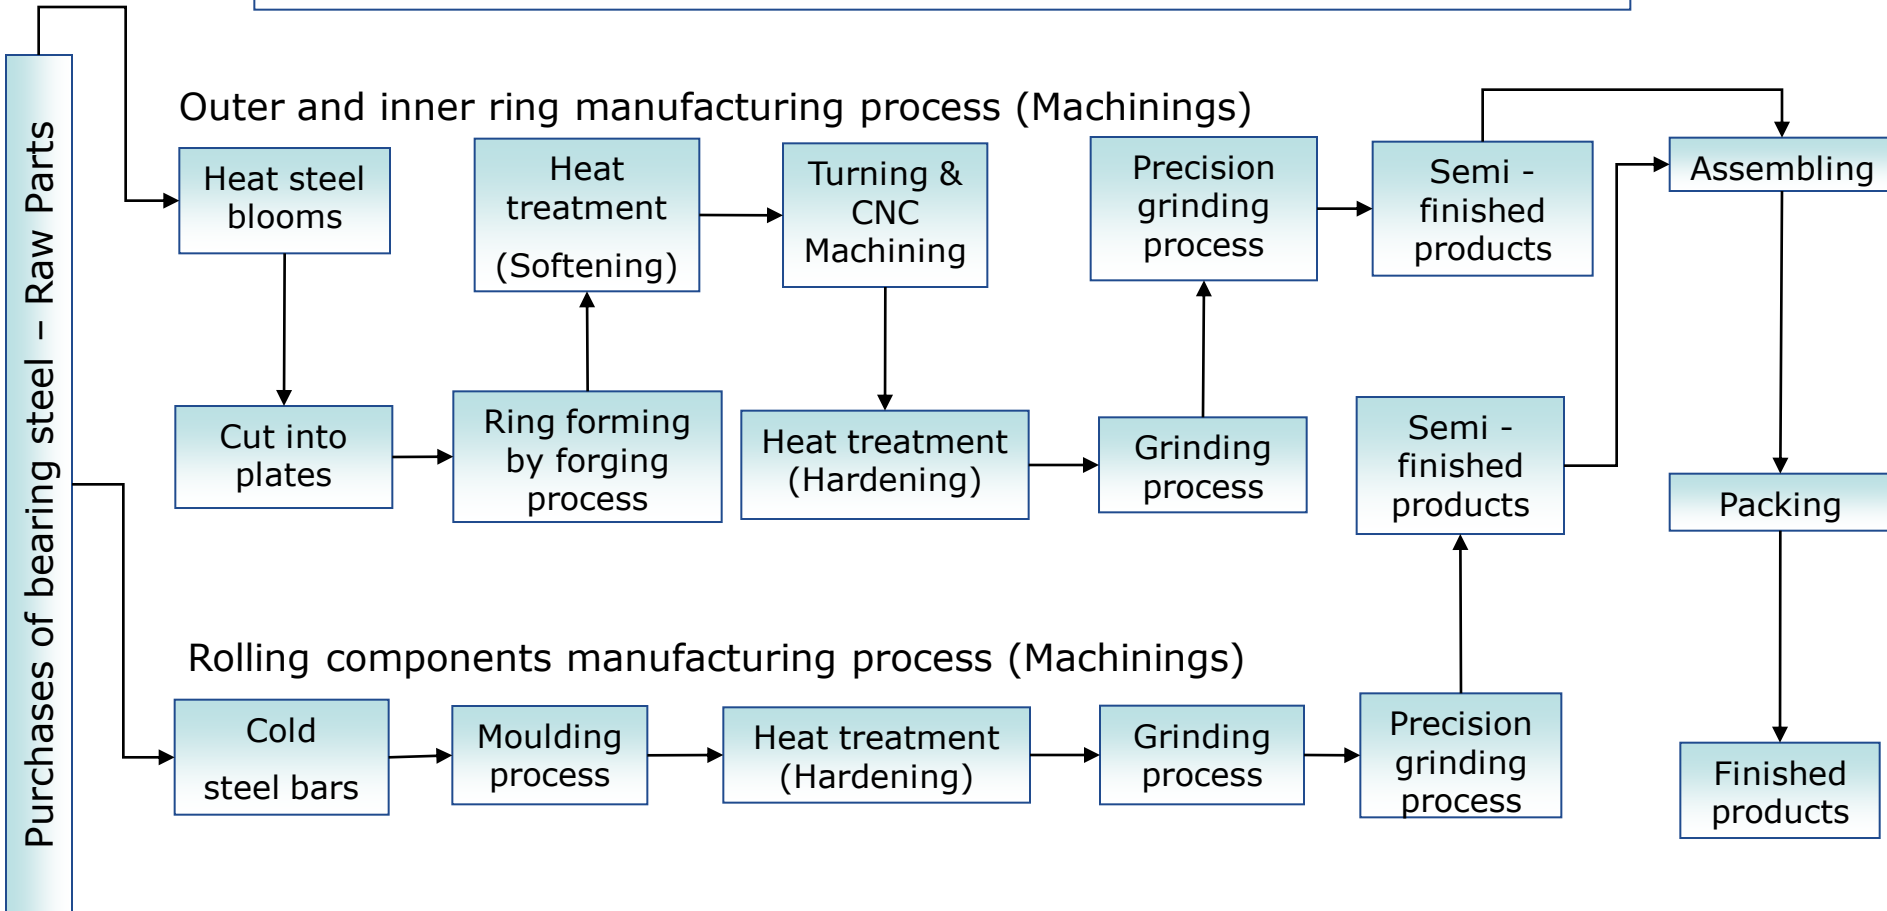 Purchases of bearing steel – Raw Parts
Outer and inner ring manufacturing process (Machinings)
Heat steel
blooms
Cut into
plates
Ring forming
by forging
process
Heat
treatment
(Softening)
Turning &
CNC
Machining
Heat treatment
(Hardening)
Grinding
process
Precision
grinding
process
Semi -
finished
products
Rolling components manufacturing process (Machinings)
Cold
steel bars
Moulding
process
Heat treatment
(Hardening)
Grinding
process
Precision
grinding
process
Semi -
finished
products
Assembling
Packing
Finished
products